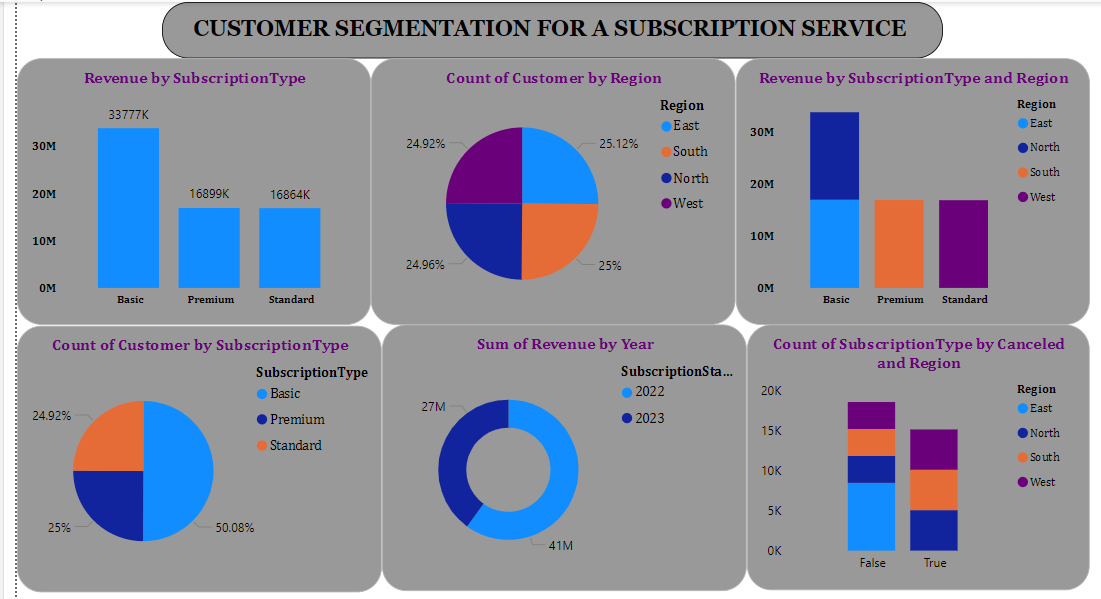 CUSTOMER SEGMENTATION FOR A SUBSCRIPTION SERVICE
Revenue by SubscriptionType
33777K
30M
16899K
16864K
20M
10M
0M
Basic
Premium
Standard
Count of Customer by Region
Region
East
South
North
West
24.92%
25.12%
24.96%
25%
Revenue by SubscriptionType and Region
Region
East
North
South
West
30M
20M
10M
0M
Basic
Premium
Standard
Count of Customer by SubscriptionType
SubscriptionType
Basic
Premium
Standard
24.92%
25%
50.08%
Sum of Revenue by Year
SubscriptionSta...
2022
2023
27M
41M
Count of SubscriptionType by Canceled
and Region
Region
East
North
South
West
20K
15K
10K
5K
0K
False
True